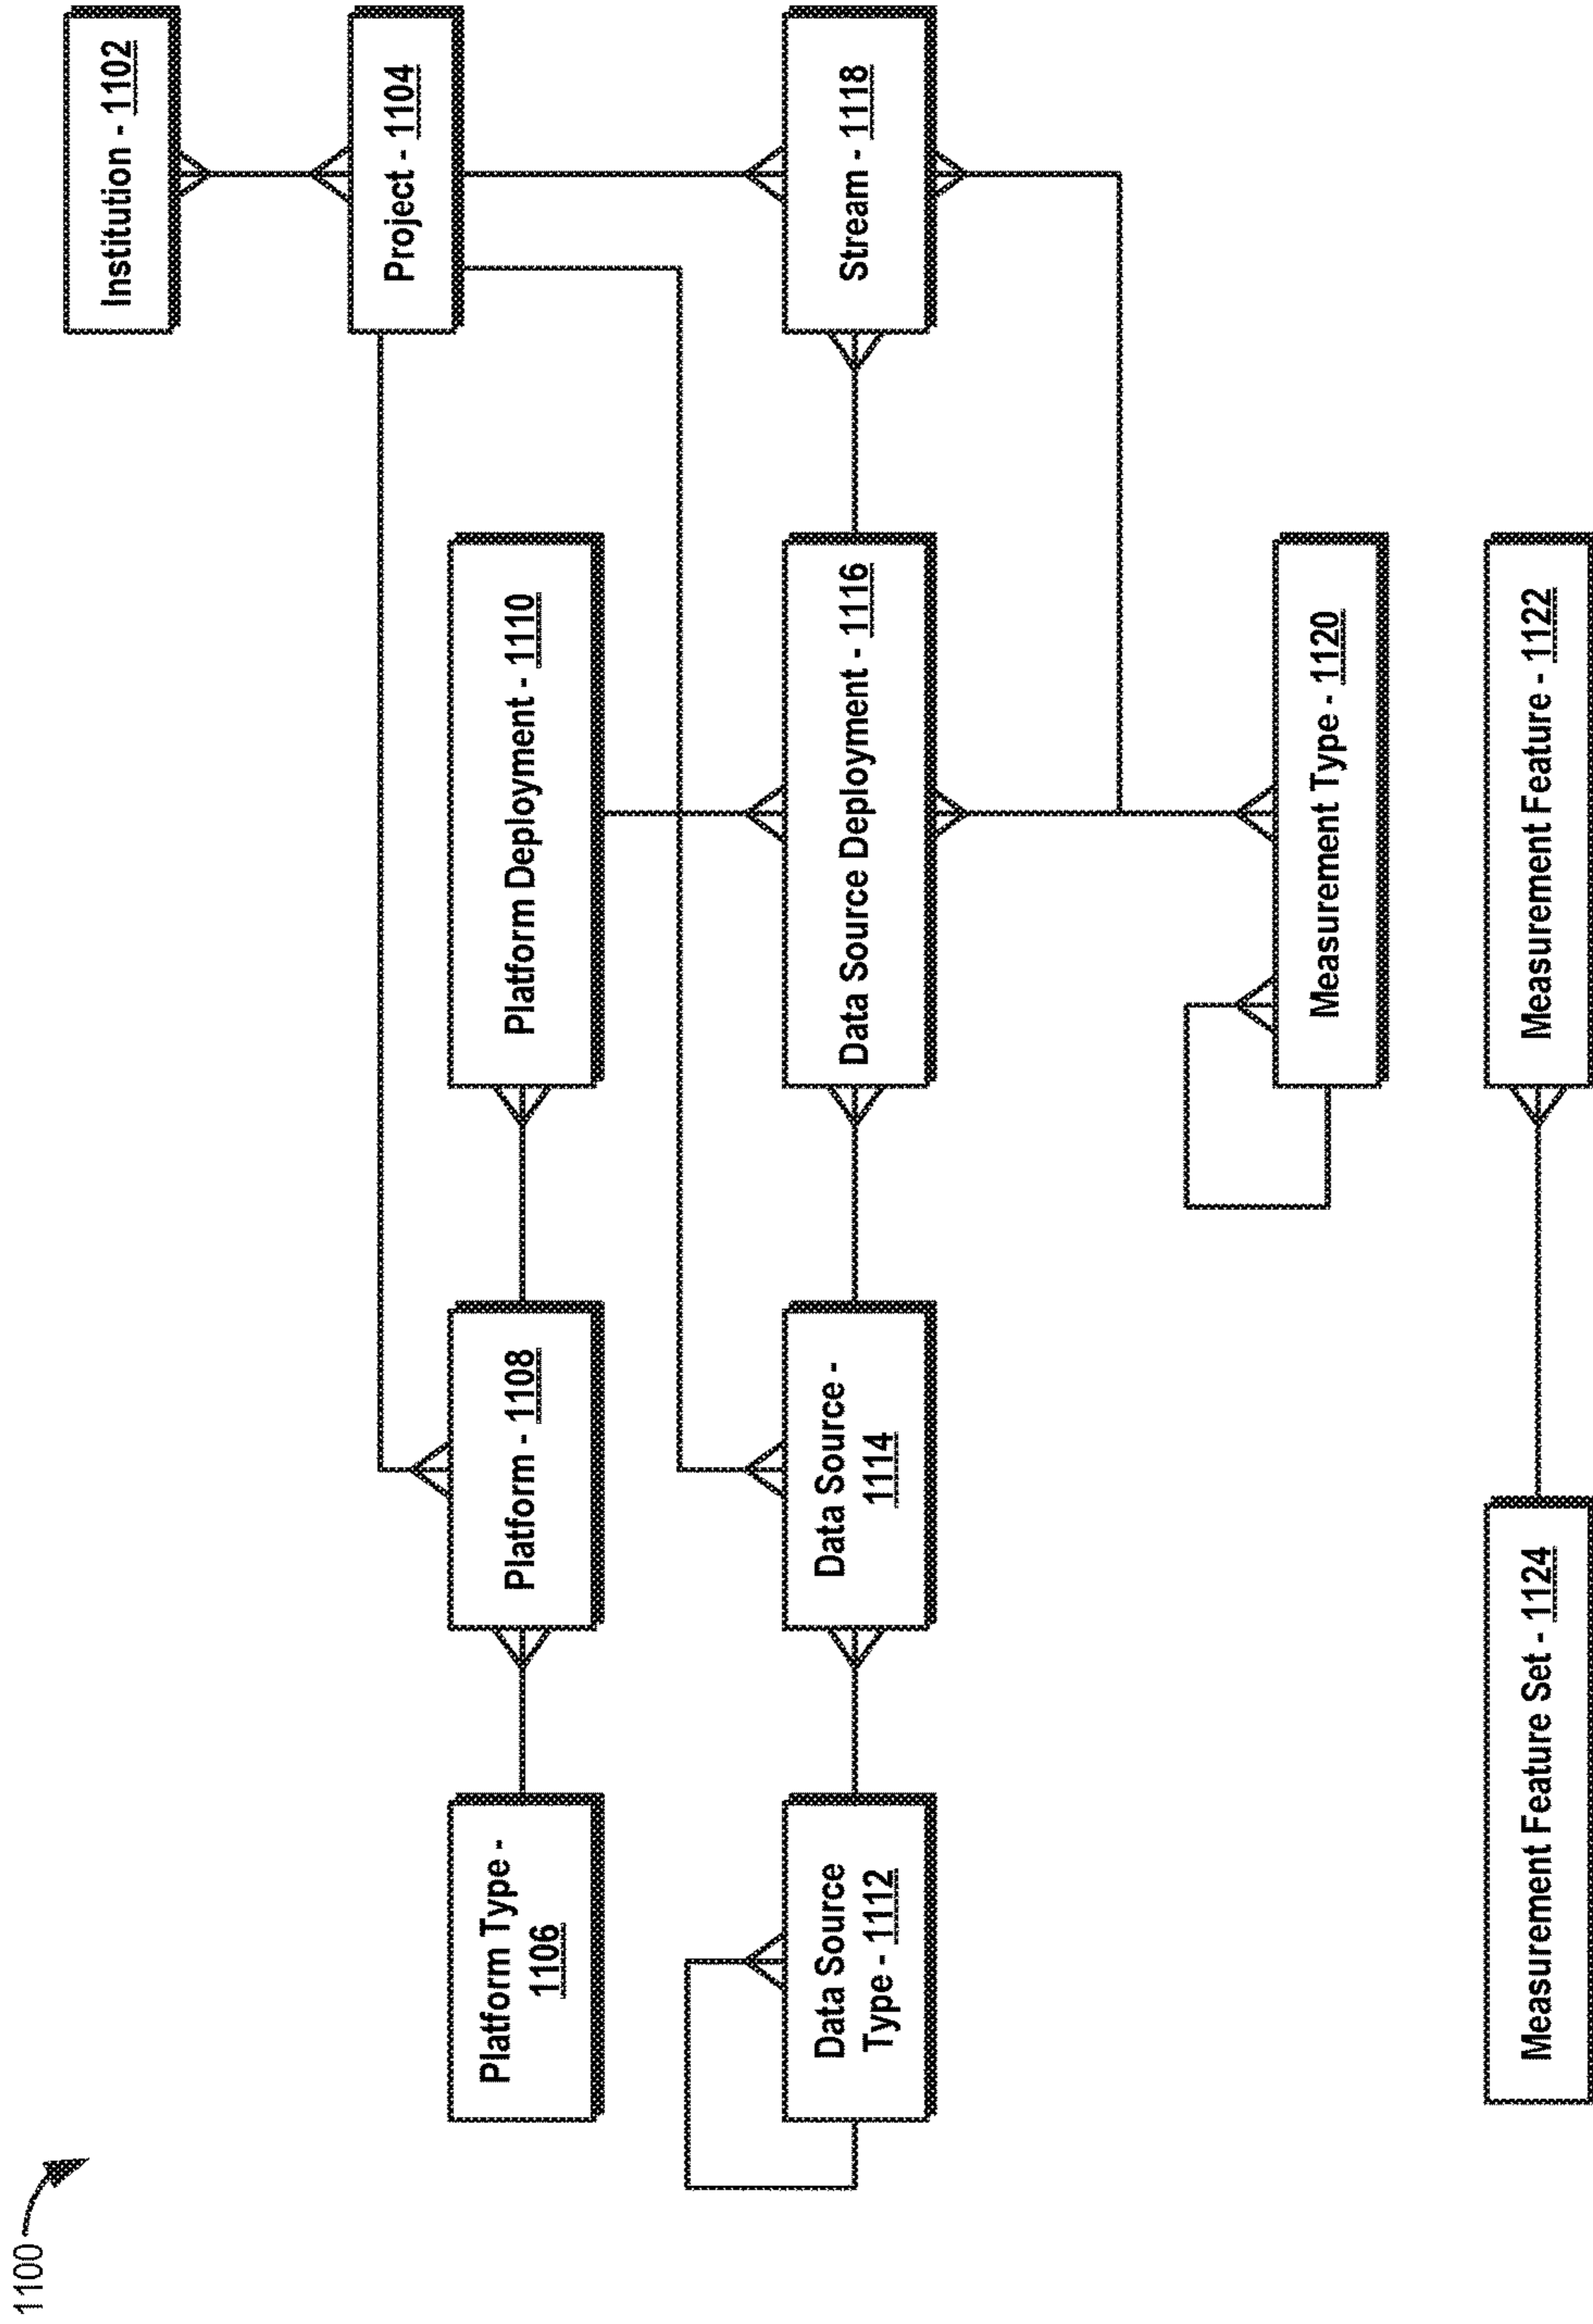 1100
Institution - 1102
Project - 1104
Platform Type -
1106
Platform - 1108
Platform Deployment - 1110
Data Source
Type - 1112
Data Source -
1114
Data Source Deployment - 1116
Stream - 1118
Measurement Type - 1120
Measurement Feature Set - 1124
Measurement Feature - 1122